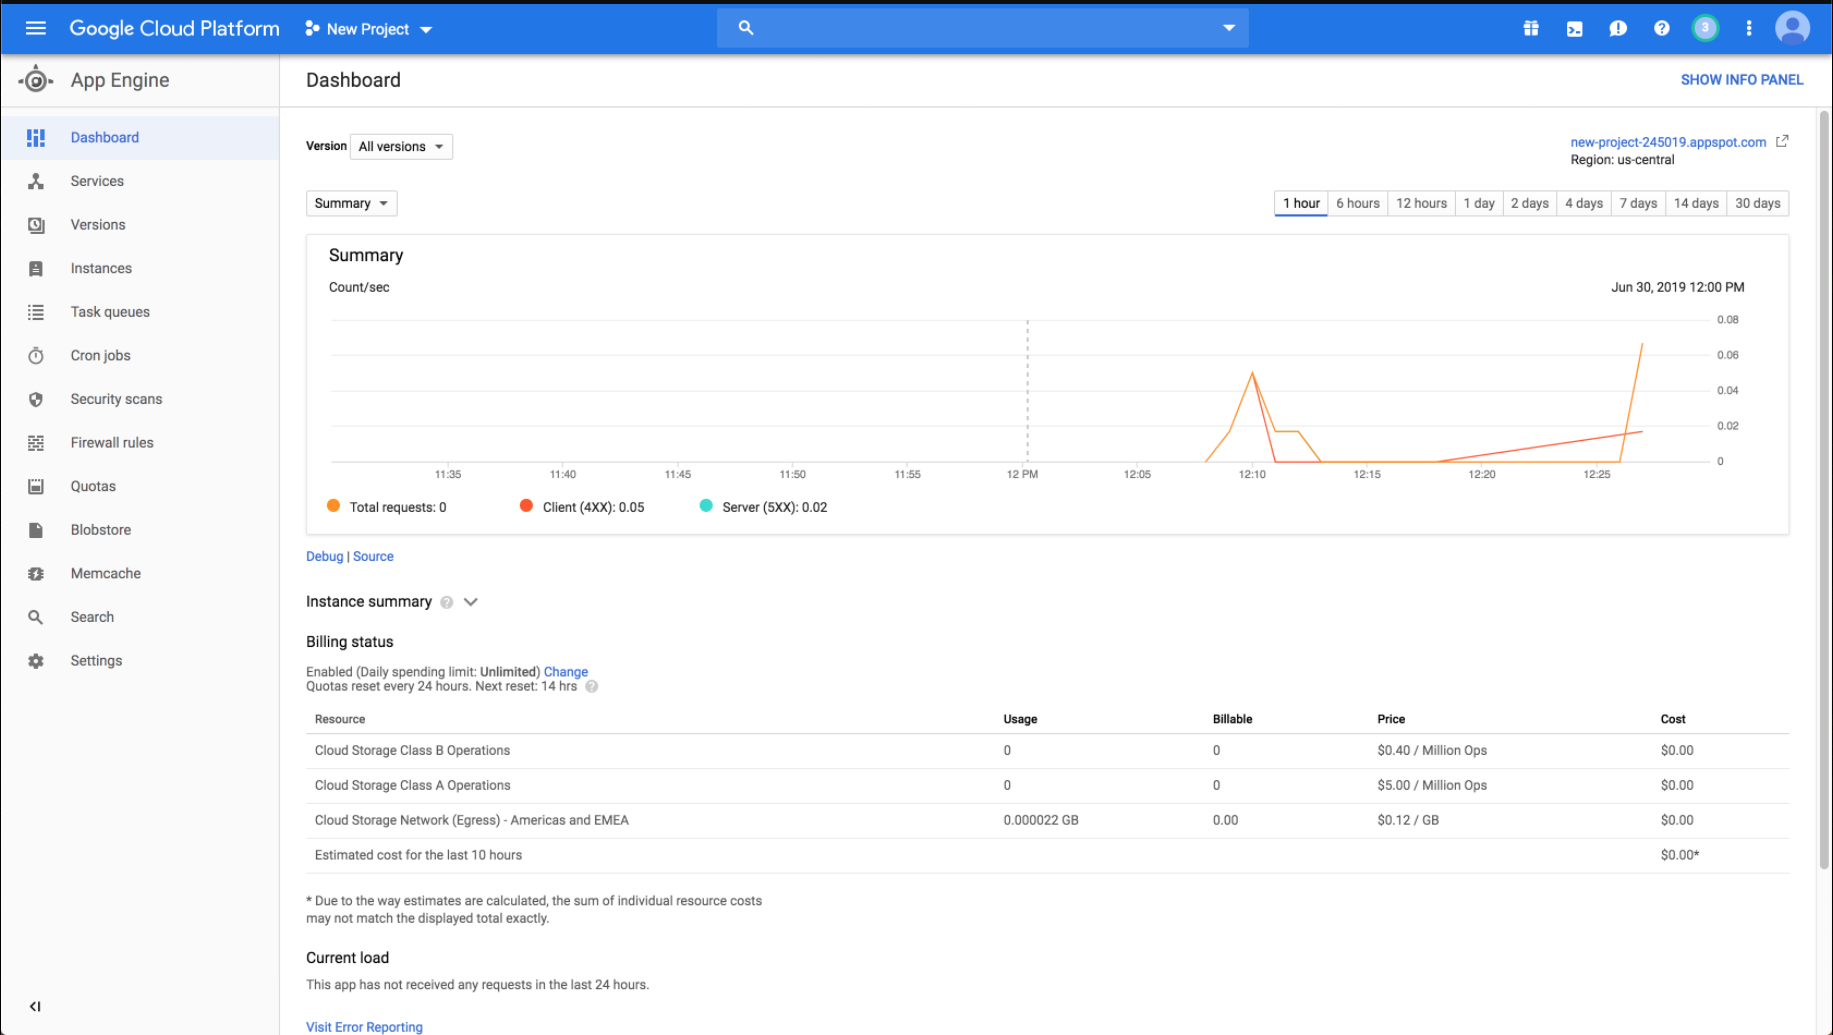 Google Cloud Platform
New Project
3
App Engine
Dashboard
SHOW INFO PANEL
Dashboard
Services
Versions
Instances
Task queues
Cron jobs
Security scans
Firewall rules
Quotas
Blobstore
Memcache
Search
Settings
Version All versions
new-project-245019.appspot.com
Region: us-central
Summary
1 hour 6 hours 12 hours 1 day 2 days 4 days 7 days 14 days 30 days
Summary
Count/sec
Jun 30, 2019 12:00 PM
0.08
0.06
0.04
0.02
0
11:35 11:40 11:45 11:50 11:55 12 PM 12:05 12:10 12:15 12:20 12:25
Total requests: 0 Client (4XX): 0.05 Server (5XX): 0.02
Debug | Source
Instance summary ?
Billing status
Enabled (Daily spending limit: Unlimited) Change
Quotas reset every 24 hours. Next reset: 14 hrs ?
Resource Usage Billable Price Cost
Cloud Storage Class B Operations 0 0 $0.40 / Million Ops $0.00
Cloud Storage Class A Operations 0 0 $5.00 / Million Ops $0.00
Cloud Storage Network (Egress) - Americas and EMEA 0.000022 GB 0.00 $0.12 / GB $0.00
Estimated cost for the last 10 hours $0.00*
* Due to the way estimates are calculated, the sum of individual resource costs
may not match the displayed total exactly.
Current load
This app has not received any requests in the last 24 hours.
Visit Error Reporting